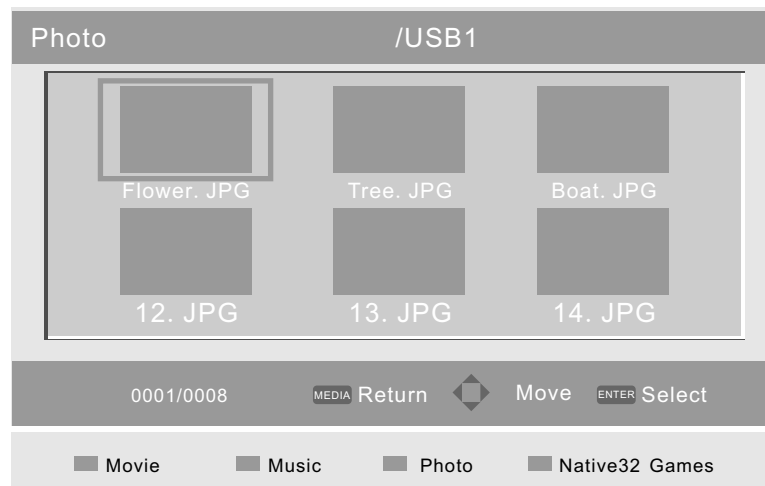 Photo /USB1
Flower. JPG Tree. JPG Boat. JPG
12. JPG 13. JPG 14. JPG
0001/0008 MEDIA Return Move ENTER Select
Movie Music Photo Native32 Games